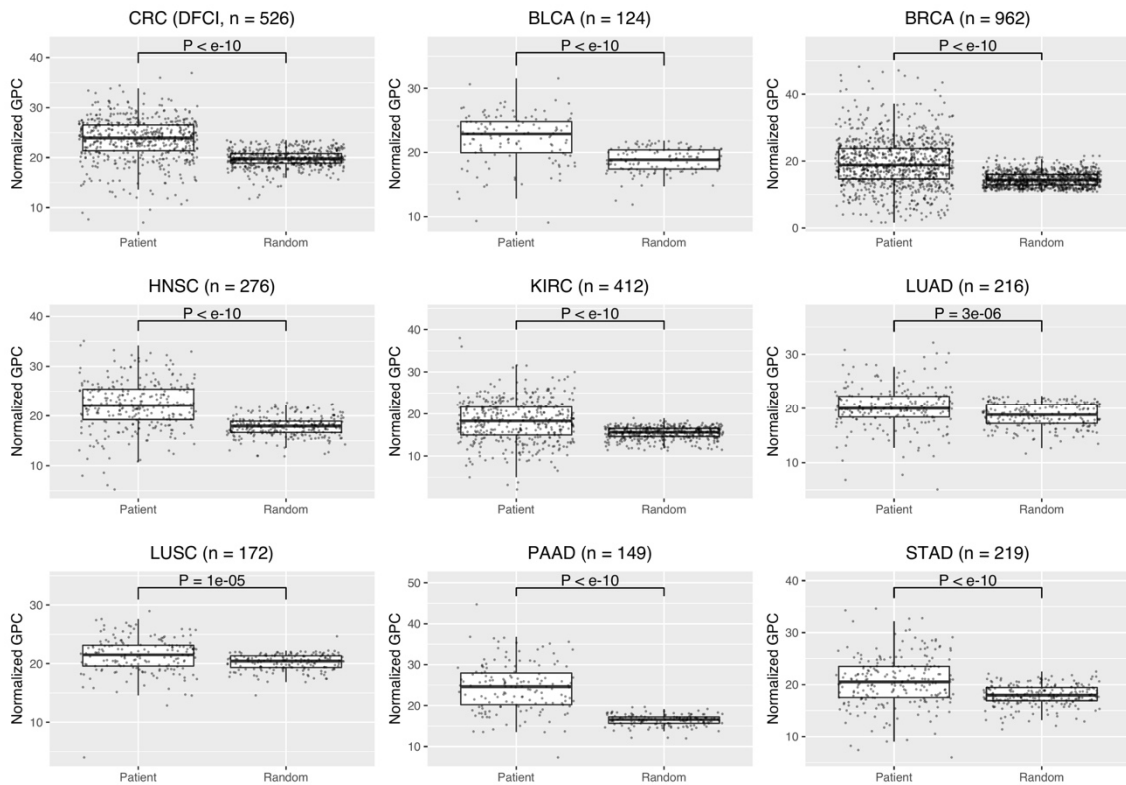 CRC (DFCI, n = 526)
P < e-10
Normalized GPC
40
30
20
10
Patient
Random
BLCA (n = 124)
P < e-10
Normalized GPC
30
20
10
Patient
Random
BRCA (n = 962)
P < e-10
Normalized GPC
40
20
0
Patient
Random
HNSC (n = 276)
P < e-10
Normalized GPC
40
30
20
10
Patient
Random
KIRC (n = 412)
P < e-10
Normalized GPC
40
30
20
10
Patient
Random
LUAD (n = 216)
P = 3e-06
Normalized GPC
30
20
10
Patient
Random
LUSC (n = 172)
P = 1e-05
Normalized GPC
30
20
10
Patient
Random
PAAD (n = 149)
P < e-10
Normalized GPC
50
40
30
20
10
Patient
Random
STAD (n = 219)
P < e-10
Normalized GPC
40
30
20
10
Patient
Random